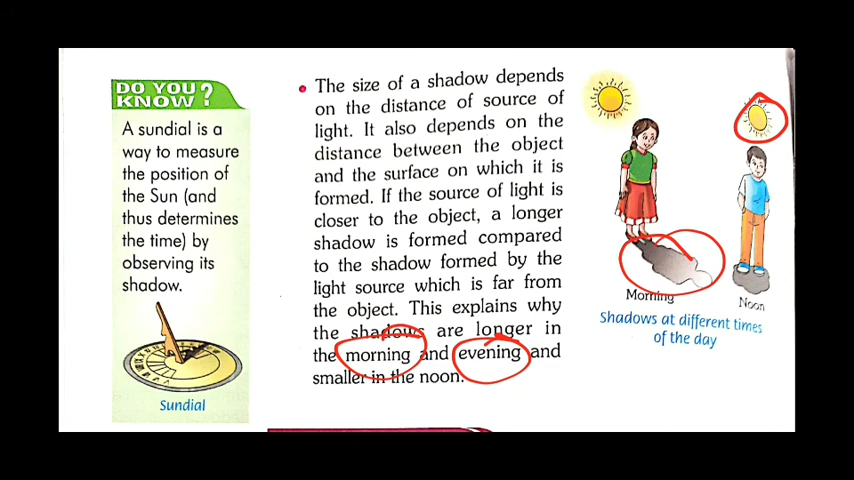 DO YOU
KNOW?
A sundial is a
way to measure
the position of
the Sun (and
thus determines
the time) by
observing its
shadow.
Sundial
The size of a shadow depends
on the distance of source of
light. It also depends on the
distance between the object
and the surface on which it is
formed. If the source of light is
closer to the object, a longer
shadow is formed compared
to the shadow formed by the
light source which is far from
the object. This explains why
the shadows are longer in
the morning and evening and
smaller in the noon.
Morning
Noon
Shadows at different times
of the day